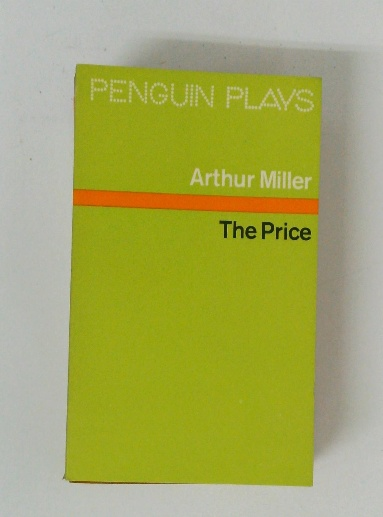 PENGUIN PLAYS
Arthur Miller
The Price